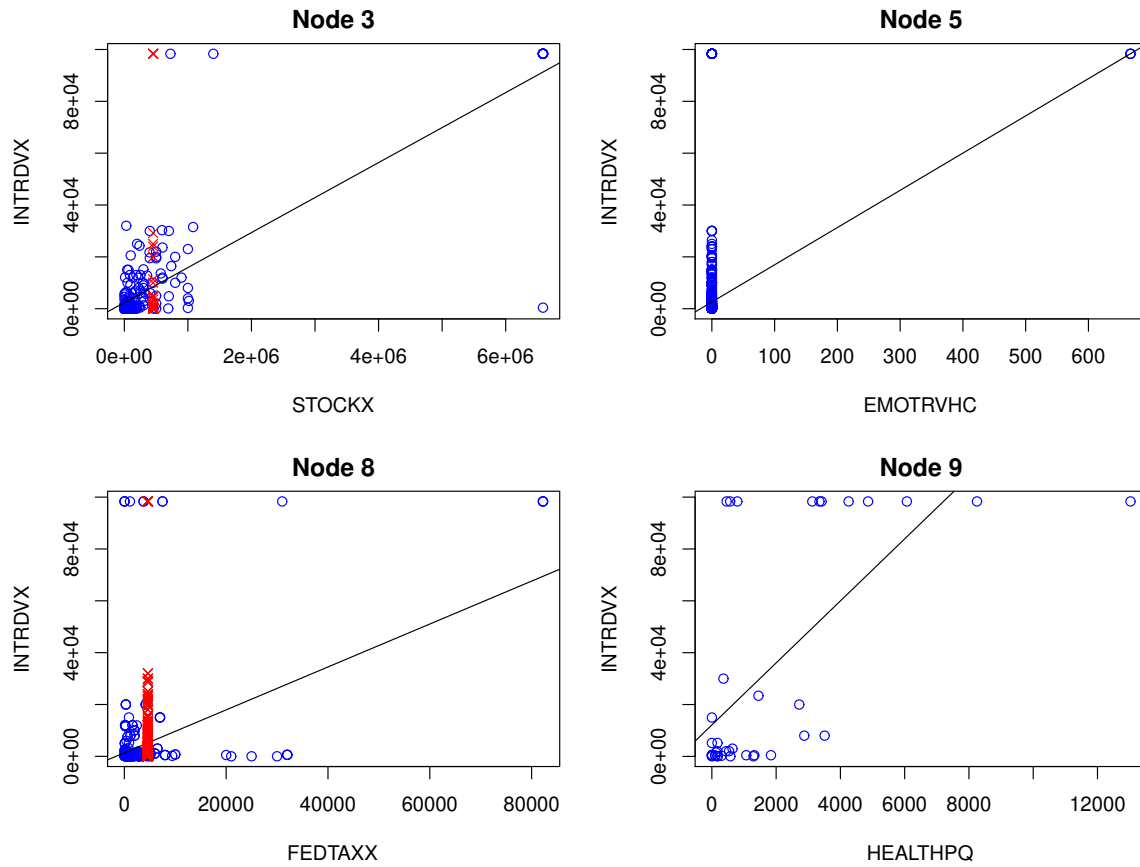 Node 3
INTRDVX
0e+00 4e+04 8e+04
0e+00 2e+06 4e+06 6e+06
STOCKX
Node 5
INTRDVX
0e+00 4e+04 8e+04
0 100 200 300 400 500 600
EMOTRVHC
Node 8
INTRDVX
0e+00 4e+04 8e+04
0 20000 40000 60000 80000
FEDTAXX
Node 9
INTRDVX
0e+00 4e+04 8e+04
0 2000 4000 6000 8000 12000
HEALTHPQ